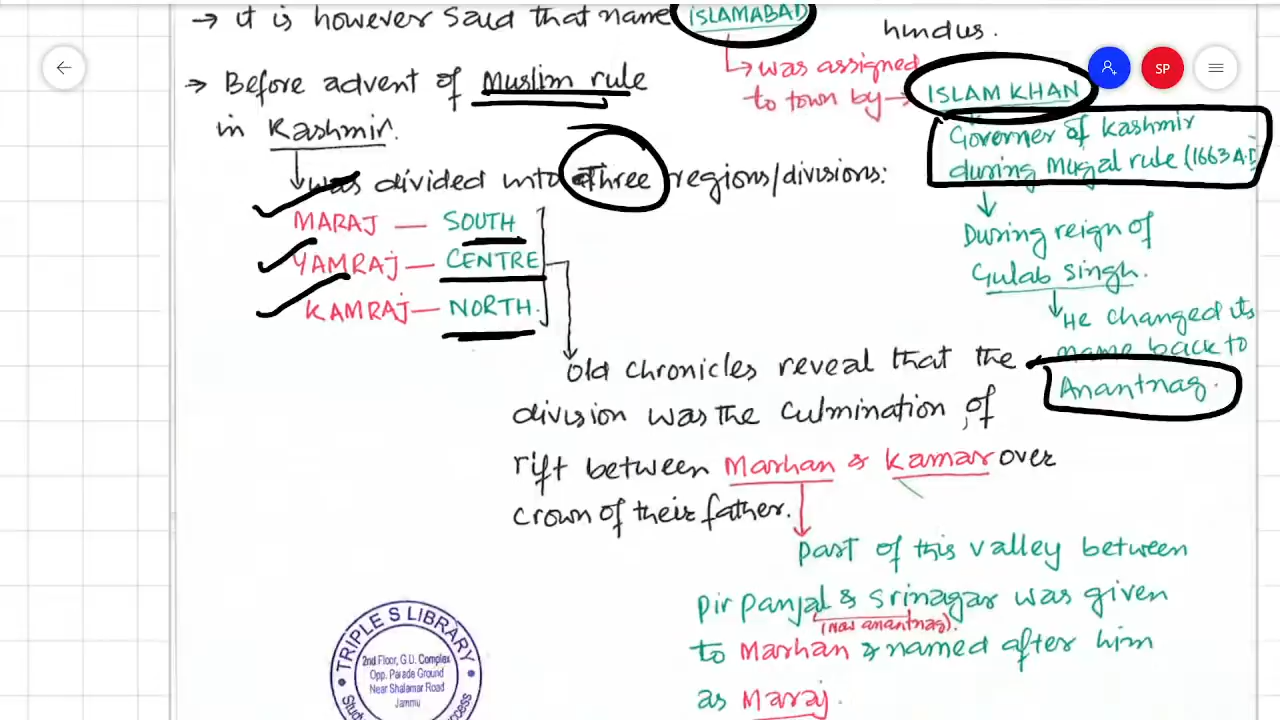 → it is however said that name ISLAMABAD
hindus.
↳ was assigned
to town by →
ISLAM KHAN
Governer of Kashmir
during Mugal rule (1663 A.D
During reign of
Gulab singh.
He changed its
name back to
Anantnag.
→ Before advent of Muslim rule
in Kashmir.
was divided into Three regions/divisions:
MARAJ — SOUTH
YAMRAJ — CENTRE
KAMRAJ — NORTH.
old chronicles reveal that the
division was the culmination of
rift between Marhan & Kamar over
crown of their father.
part of this valley between
pir panjal & srinagar was given
(now anantnag).
to Marhan & named after him
as Maraj.
TRIPLE S LIBRARY
2nd Floor, G.D. Complex
Opp. Parade Ground
Near Shalamar Road
Jammu
SP